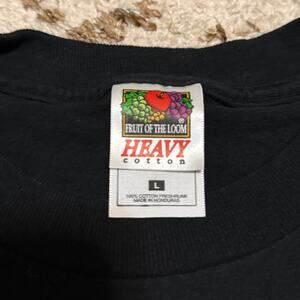 FRUIT OF THE LOOM
®
HEAVY
cotton
L
100% COTTON PRESHRUNK
MADE IN HONDURAS